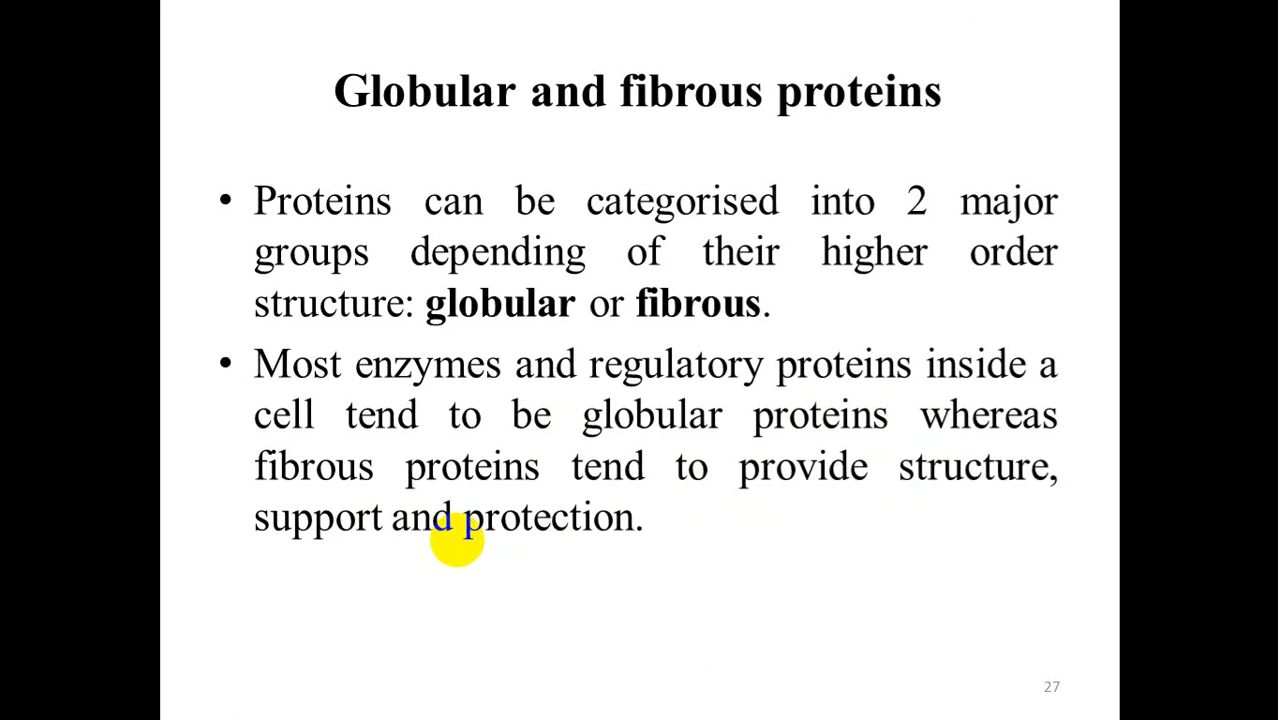 Globular and fibrous proteins
• Proteins can be categorised into 2 major
groups depending of their higher order
structure: globular or fibrous.
• Most enzymes and regulatory proteins inside a
cell tend to be globular proteins whereas
fibrous proteins tend to provide structure,
support and protection.
27